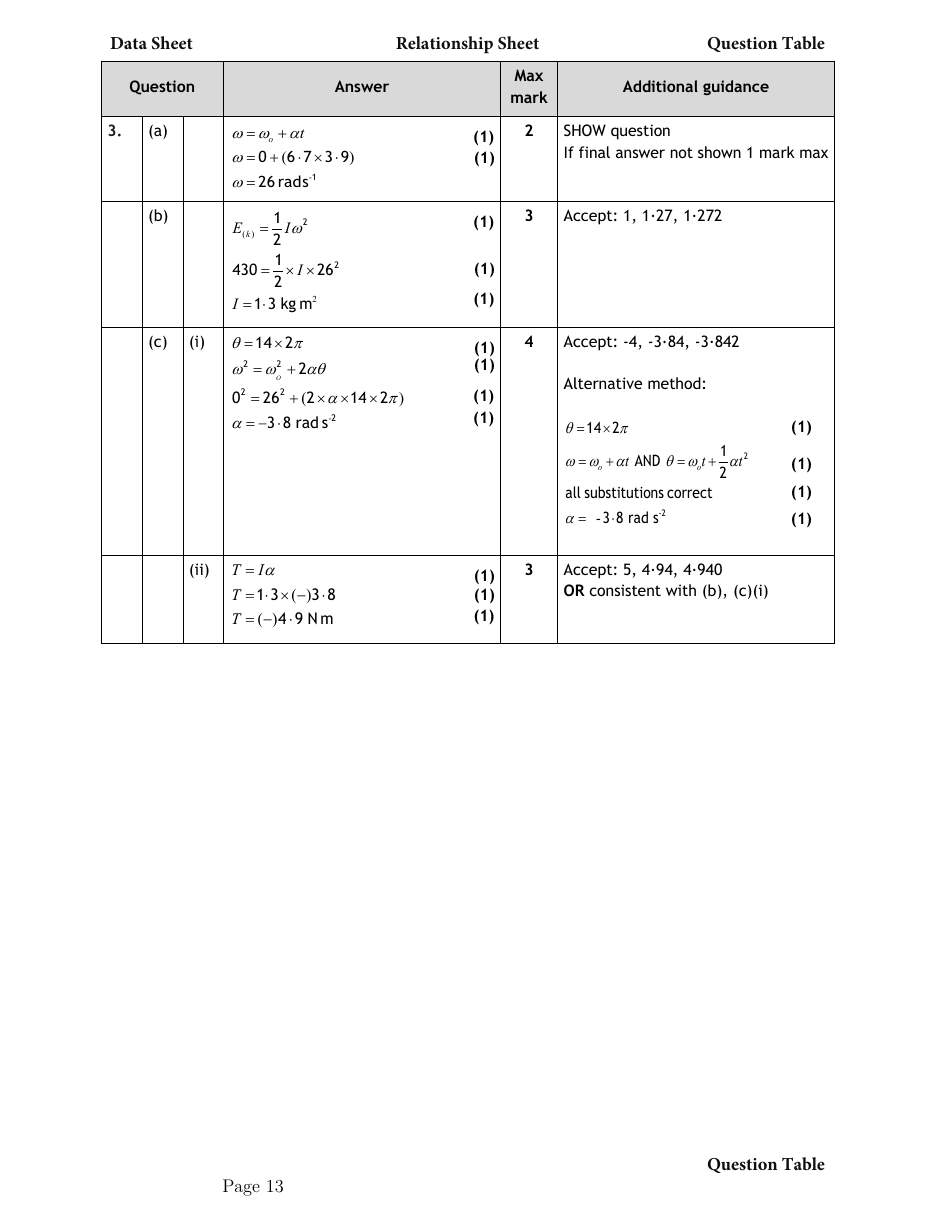 Data Sheet Relationship Sheet Question Table
Question Answer Max mark Additional guidance
3. (a) ω = ωₒ + αt (1) 2 SHOW question
ω = 0 + (6·7 × 3·9) (1) If final answer not shown 1 mark max
ω = 26 rad s⁻¹
(b) E₍ₖ₎ = 1/2 Iω² (1) 3 Accept: 1, 1·27, 1·272
430 = 1/2 × I × 26² (1)
I = 1·3 kg m² (1)
(c) (i) θ = 14 × 2π (1) 4 Accept: -4, -3·84, -3·842
ω² = ωₒ² + 2αθ (1)
0² = 26² + (2 × α × 14 × 2π) (1)
α = −3·8 rad s⁻² (1)
Alternative method:
θ = 14 × 2π (1)
ω = ωₒ + αt AND θ = ωₒt + 1/2 αt² (1)
all substitutions correct (1)
α = -3·8 rad s⁻² (1)
(ii) T = Iα (1) 3 Accept: 5, 4·94, 4·940
T = 1·3 × (−)3·8 (1) OR consistent with (b), (c)(i)
T = (−)4·9 N m (1)
Question Table
Page 13